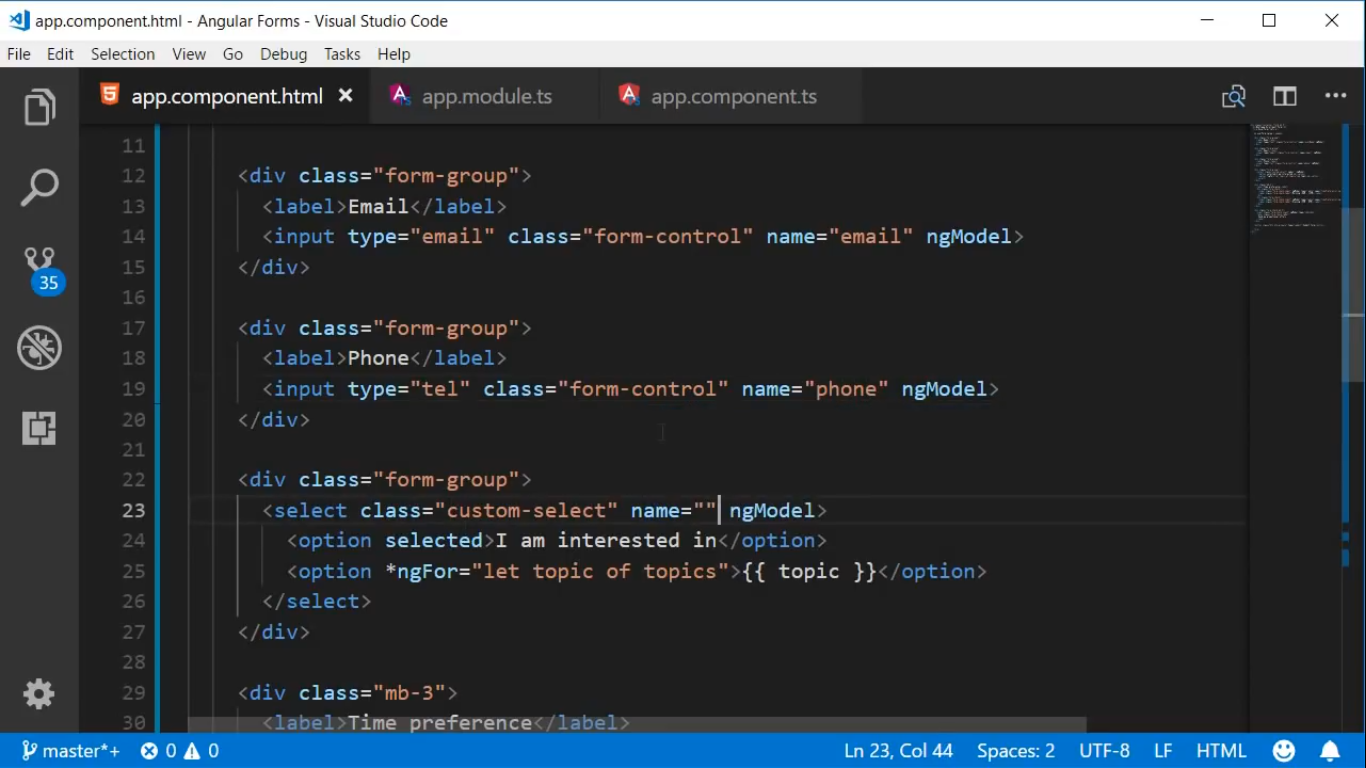 app.component.html - Angular Forms - Visual Studio Code
File Edit Selection View Go Debug Tasks Help
app.component.html app.module.ts app.component.ts
11
12 <div class="form-group">
13 <label>Email</label>
14 <input type="email" class="form-control" name="email" ngModel>
15 </div>
16
17 <div class="form-group">
18 <label>Phone</label>
19 <input type="tel" class="form-control" name="phone" ngModel>
20 </div>
21
22 <div class="form-group">
23 <select class="custom-select" name="" ngModel>
24 <option selected>I am interested in</option>
25 <option *ngFor="let topic of topics">{{ topic }}</option>
26 </select>
27 </div>
28
29 <div class="mb-3">
30 <label>Time preference</label>
35
master*+ 0 0 Ln 23, Col 44 Spaces: 2 UTF-8 LF HTML